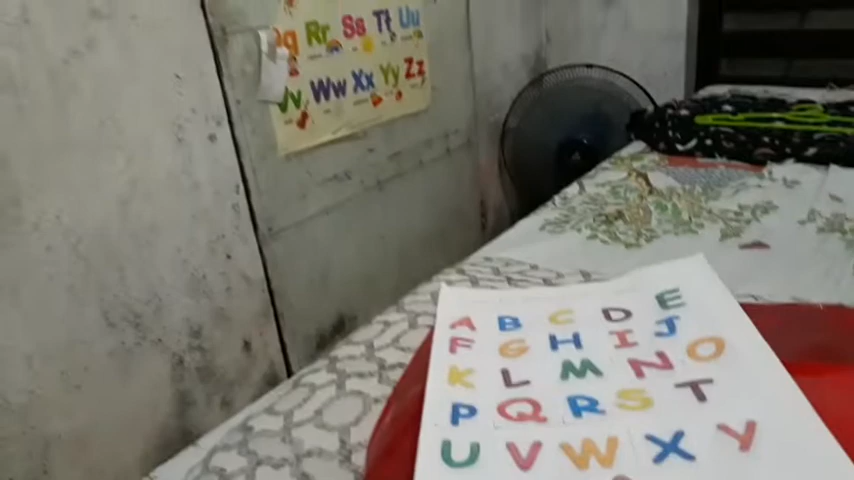 Qq Rr Ss Tt Uu
Vv Ww Xx Yy Zz
A B C D E
F G H I J
K L M N O
P Q R S T
U V W X Y